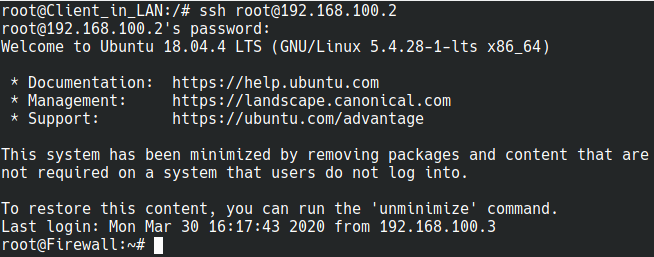 root@Client_in_LAN:/# ssh root@192.168.100.2
root@192.168.100.2's password:
Welcome to Ubuntu 18.04.4 LTS (GNU/Linux 5.4.28-1-lts x86_64)
* Documentation:  https://help.ubuntu.com
* Management:     https://landscape.canonical.com
* Support:        https://ubuntu.com/advantage
This system has been minimized by removing packages and content that are
not required on a system that users do not log into.
To restore this content, you can run the 'unminimize' command.
Last login: Mon Mar 30 16:17:43 2020 from 192.168.100.3
root@Firewall:~#